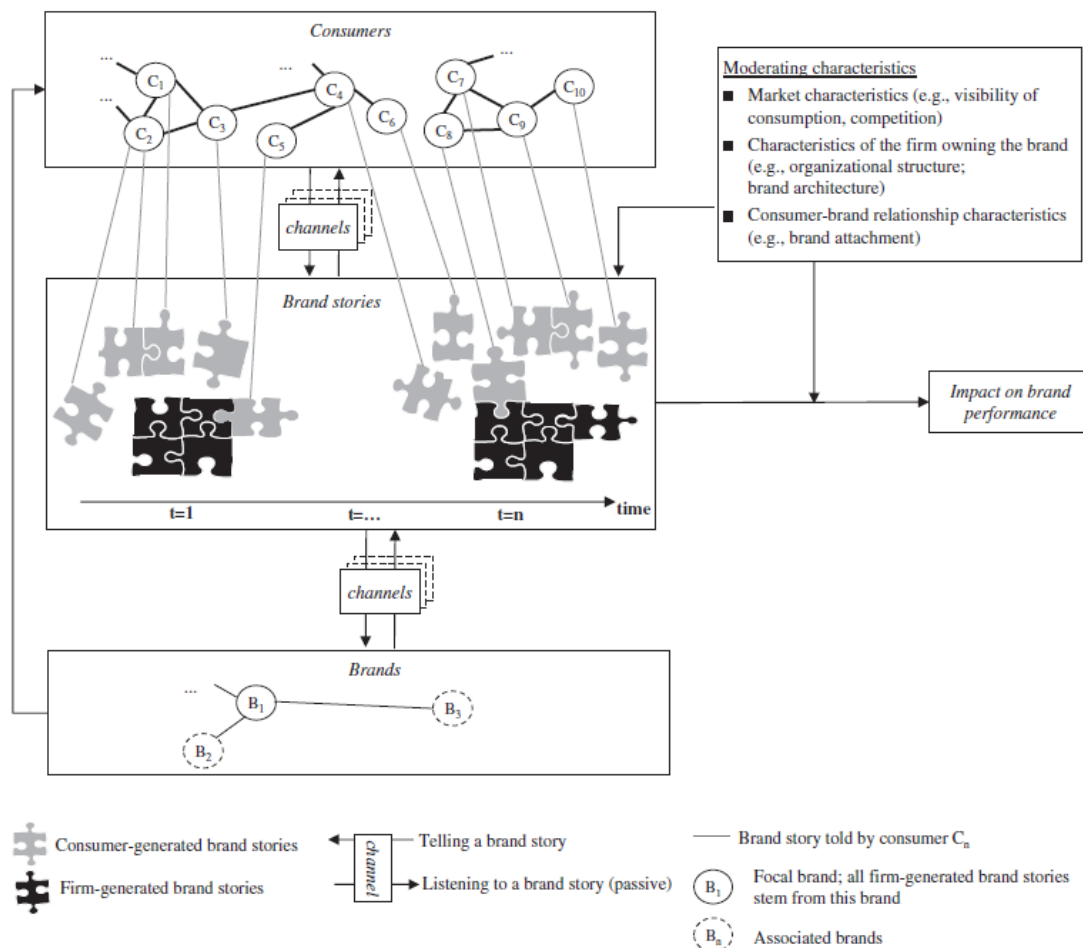 Consumers
...
...
...
...
C1
C2
C3
C4
C5
C6
C7
C8
C9
C10
Moderating characteristics
■ Market characteristics (e.g., visibility of
consumption, competition)
■ Characteristics of the firm owning the brand
(e.g., organizational structure;
brand architecture)
■ Consumer-brand relationship characteristics
(e.g., brand attachment)
channels
Brand stories
Impact on brand
performance
t=1
t=...
t=n
time
channels
Brands
...
B1
B2
B3
Consumer-generated brand stories
Firm-generated brand stories
channel
Telling a brand story
Listening to a brand story (passive)
Brand story told by consumer Cn
B1
Focal brand; all firm-generated brand stories
stem from this brand
Bn
Associated brands